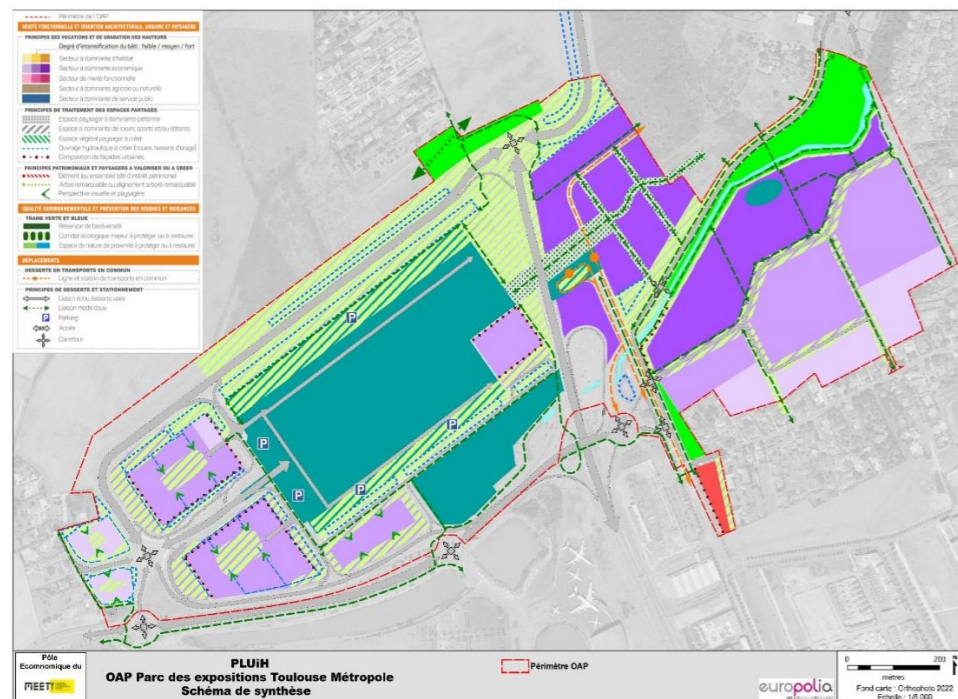 Périmètre de l'OAP
MIXITÉ FONCTIONNELLE ET INSERTION ARCHITECTURALE, URBAINE ET PAYSAGÈRE
PRINCIPES DES VOCATIONS ET DE GRADATION DES HAUTEURS
Degré d'intensification du bâti : faible / moyen / fort
Secteur à dominante d'habitat
Secteur à dominante économique
Secteur de mixité fonctionnelle
Secteur à dominante agricole ou naturelle
Secteur à dominante de service public
PRINCIPES DE TRAITEMENT DES ESPACES PARTAGÉS
Espace paysager à dominante piétonne
Espace à dominante de loisirs, sports et/ou détente
Espace végétal paysager à créer
Ouvrage hydraulique à créer (noues, bassins d'orage)
Composition de façades urbaines
PRINCIPES PATRIMONIAUX ET PAYSAGERS A VALORISER OU A CREER
Elément (ou ensemble) bâti d'intérêt patrimonial
Arbre remarquable ou alignement arboré remarquable
Perspective visuelle et paysagère
QUALITÉ ENVIRONNEMENTALE ET PRÉVENTION DES RISQUES ET NUISANCES
TRAME VERTE ET BLEUE
Réservoir de biodiversité
Corridor écologique majeur à protéger ou à restaurer
Espace de nature de proximité à protéger ou à restaurer
DÉPLACEMENTS
DESSERTE EN TRANSPORTS EN COMMUN
Ligne et station de transports en commun
PRINCIPES DE DESSERTE ET STATIONNEMENT
Liaison et/ou desserte voirie
Liaison mode doux
P Parking
Accès
Carrefour
P
P
P
P
Pôle
Economnique du
MEETT
PLUiH
OAP Parc des expositions Toulouse Métropole
Schéma de synthèse
Périmètre OAP
europolia
0 200
mètres
Fond carte : Orthophoto 2022
Echelle : 1/5 000